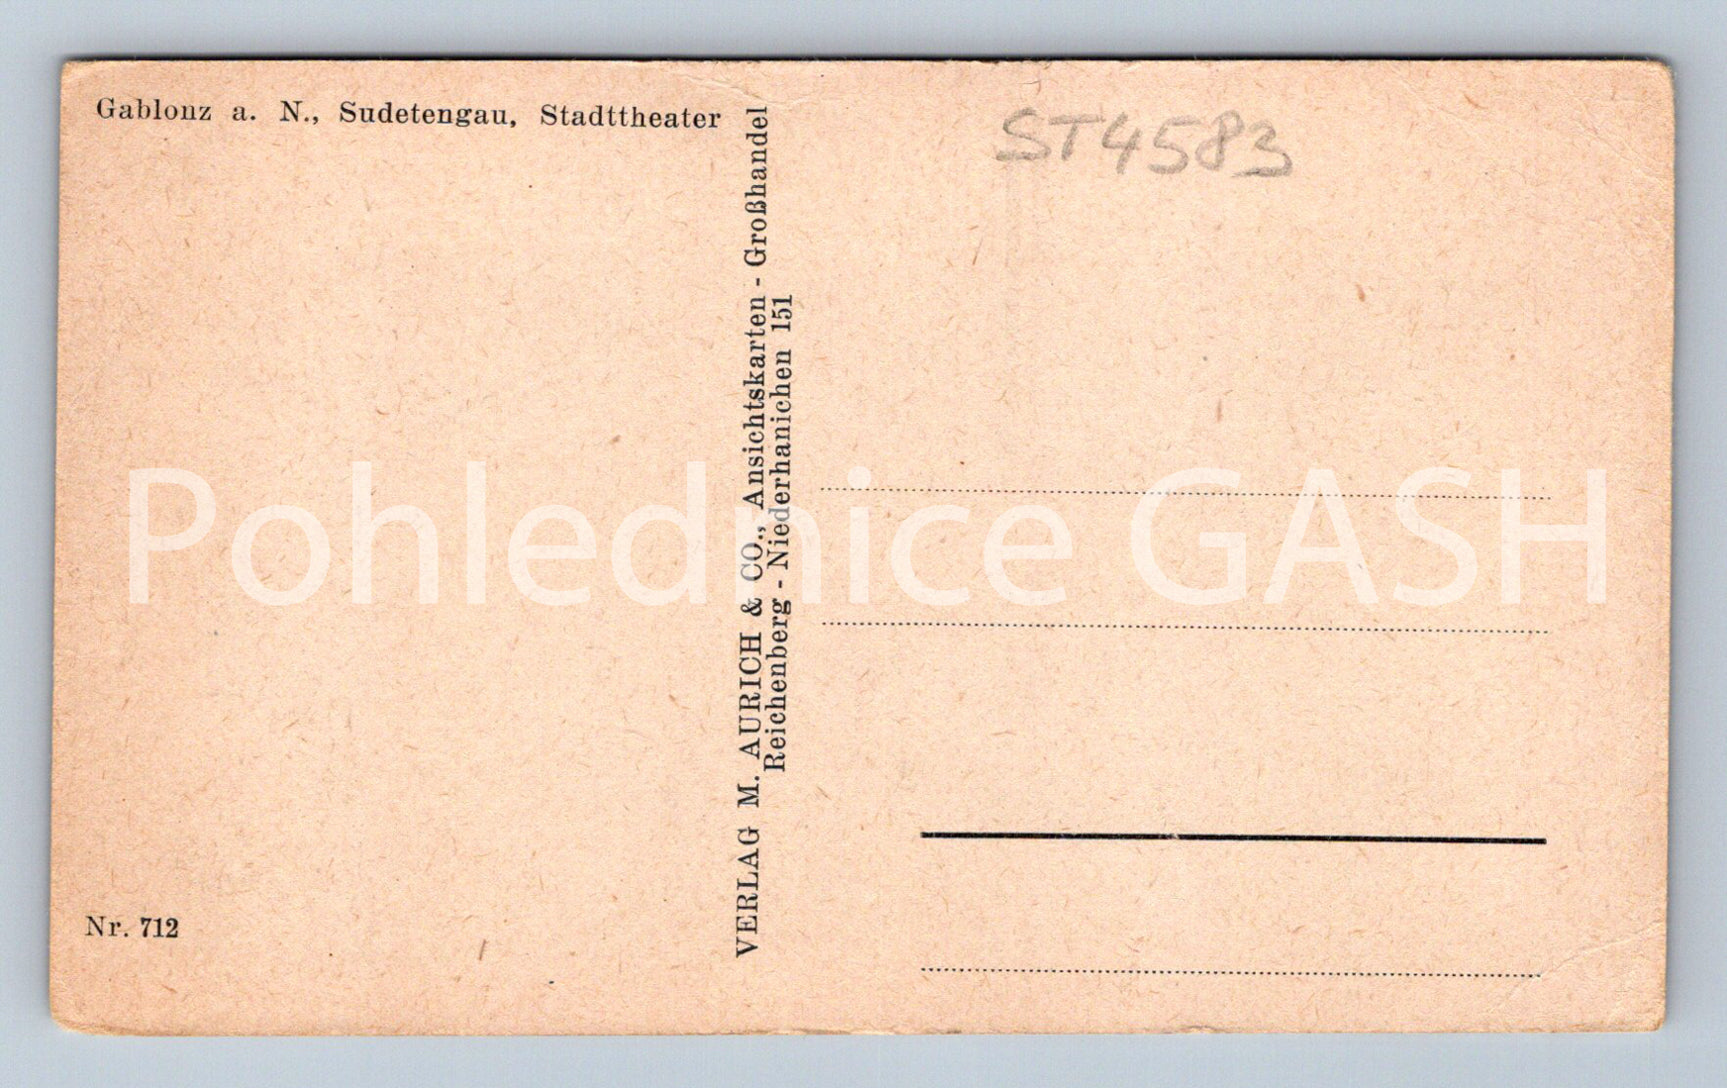 Gablonz a. N., Sudetengau, Stadttheater
ST4583
VERLAG M. AURICH & CO., Ansichtskarten - Großhandel
Reichenberg - Niederhanichen 151
Pohlednice GASH
Nr. 712